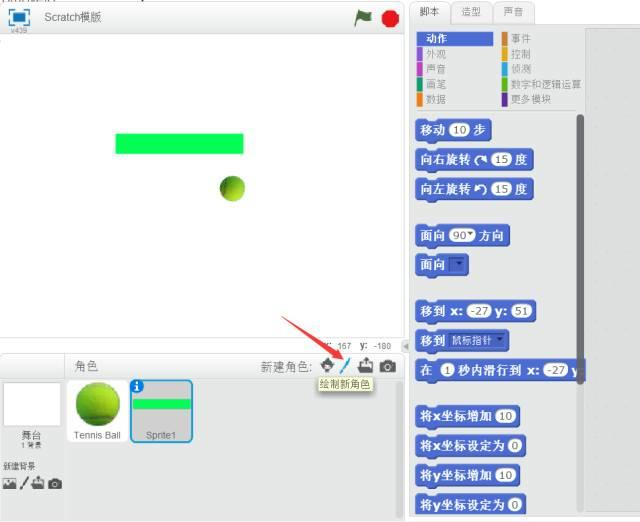 Scratch模版
v439
x: 167 y: -180
角色
新建角色:
绘制新角色
舞台
1 背景
新建背景
Tennis Ball
Sprite1
脚本 造型 声音
动作 事件
外观 控制
声音 侦测
画笔 数字和逻辑运算
数据 更多模块
移动 10 步
向右旋转 15 度
向左旋转 15 度
面向 90 方向
面向
移到 x: -27 y: 51
移到 鼠标指针
在 1 秒内滑行到 x: -27 y:
将x坐标增加 10
将x坐标设定为 0
将y坐标增加 10
将y坐标设定为 0